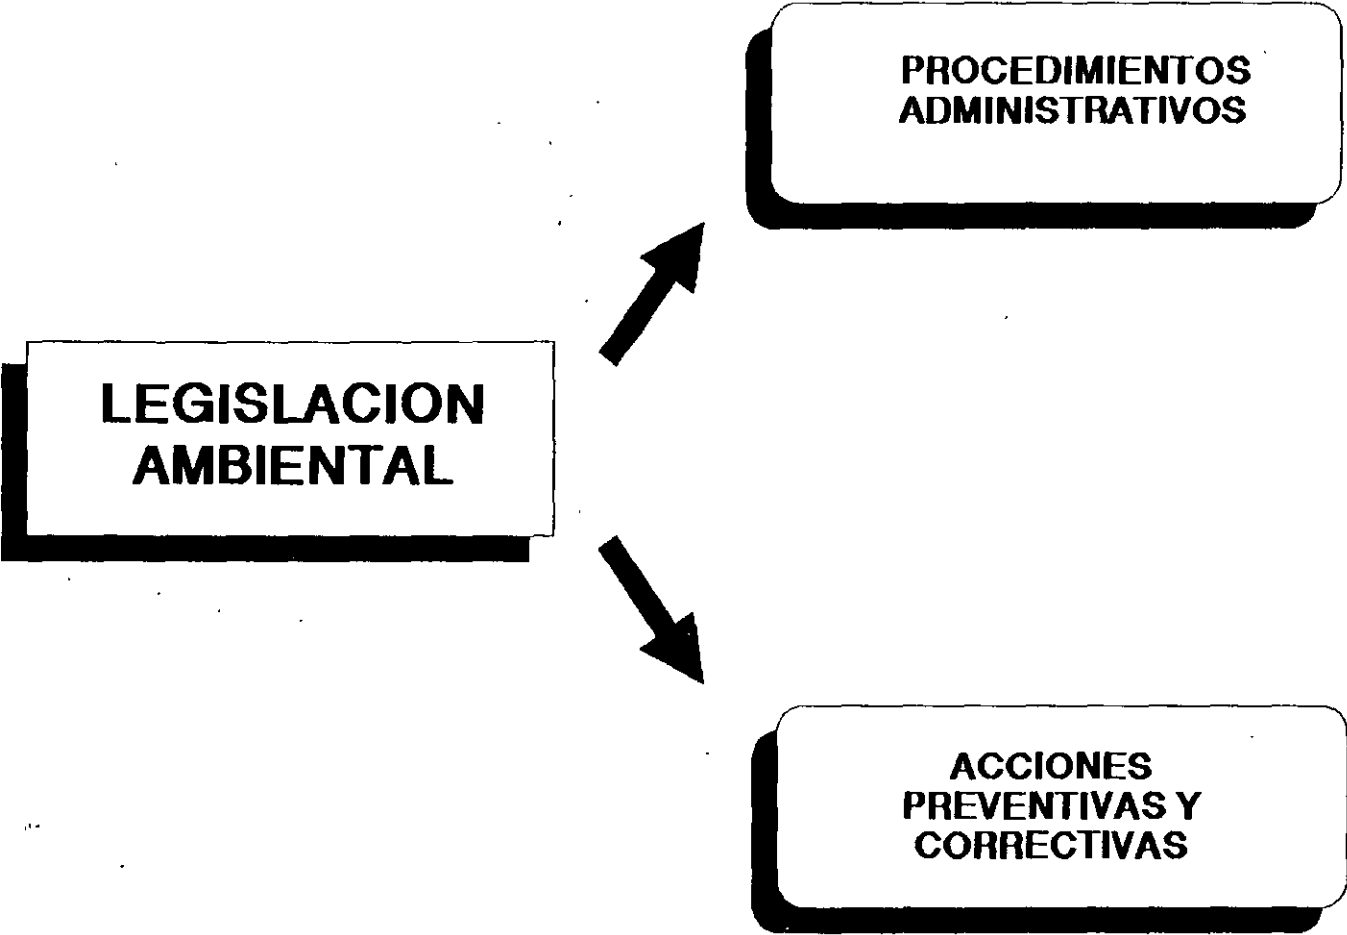 PROCEDIMIENTOS
ADMINISTRATIVOS
LEGISLACION
AMBIENTAL
ACCIONES
PREVENTIVAS Y
CORRECTIVAS